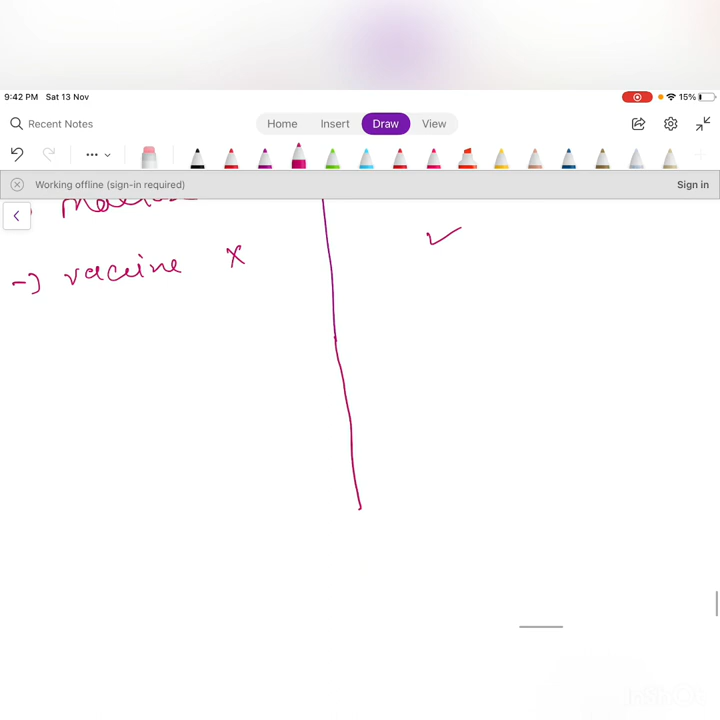 9:42 PM Sat 13 Nov 15%
Recent Notes Home Insert Draw View
Working offline (sign-in required) Sign in
→ vaccine x ✓